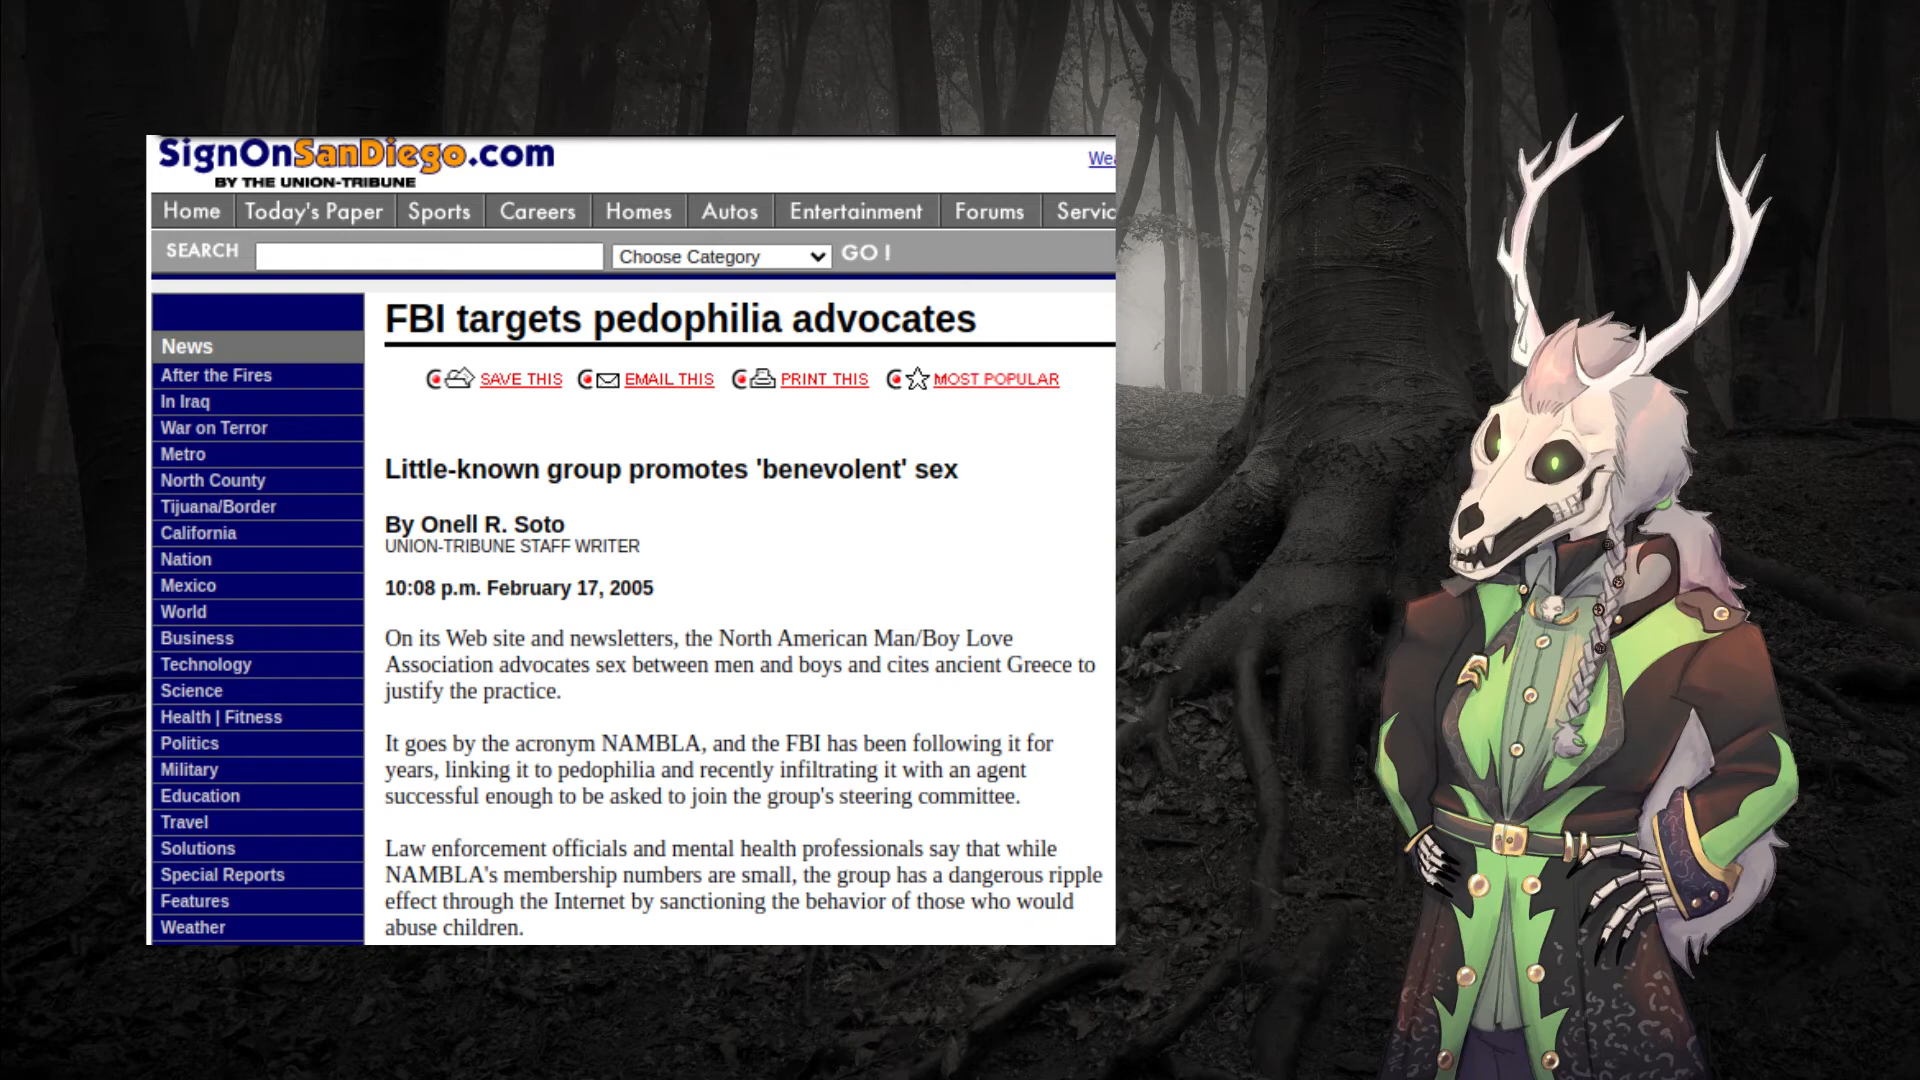 SignOnSanDiego.com
BY THE UNION-TRIBUNE
Home Today's Paper Sports Careers Homes Autos Entertainment Forums
SEARCH Choose Category GO !
News
After the Fires
In Iraq
War on Terror
Metro
North County
Tijuana/Border
California
Nation
Mexico
World
Business
Technology
Science
Health | Fitness
Politics
Military
Education
Travel
Solutions
Special Reports
Features
Weather
FBI targets pedophilia advocates
SAVE THIS EMAIL THIS PRINT THIS MOST POPULAR
Little-known group promotes 'benevolent' sex
By Onell R. Soto
UNION-TRIBUNE STAFF WRITER
10:08 p.m. February 17, 2005
On its Web site and newsletters, the North American Man/Boy Love
Association advocates sex between men and boys and cites ancient Greece to
justify the practice.
It goes by the acronym NAMBLA, and the FBI has been following it for
years, linking it to pedophilia and recently infiltrating it with an agent
successful enough to be asked to join the group's steering committee.
Law enforcement officials and mental health professionals say that while
NAMBLA's membership numbers are small, the group has a dangerous ripple
effect through the Internet by sanctioning the behavior of those who would
abuse children.